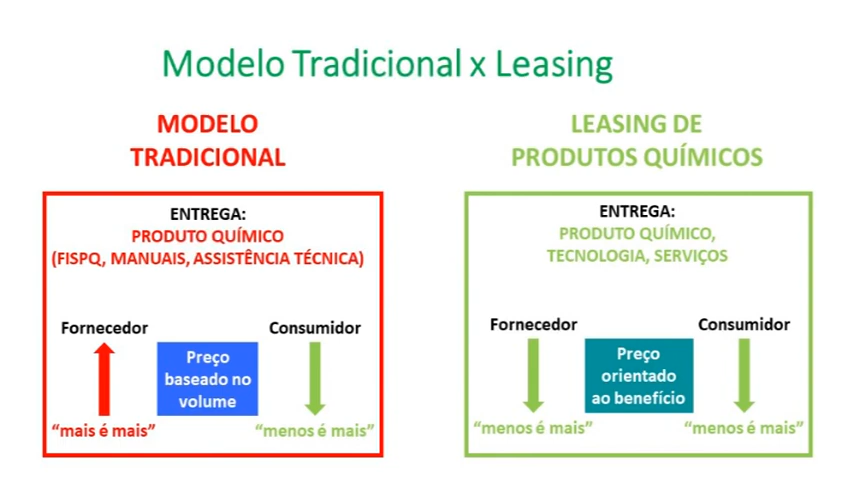 Modelo Tradicional x Leasing
MODELO
TRADICIONAL
ENTREGA:
PRODUTO QUÍMICO
(FISPQ, MANUAIS, ASSISTÊNCIA TÉCNICA)
Fornecedor
Consumidor
Preço
baseado no
volume
“mais é mais”
“menos é mais”
LEASING DE
PRODUTOS QUÍMICOS
ENTREGA:
PRODUTO QUÍMICO,
TECNOLOGIA, SERVIÇOS
Fornecedor
Consumidor
Preço
orientado
ao benefício
“menos é mais”
“menos é mais”